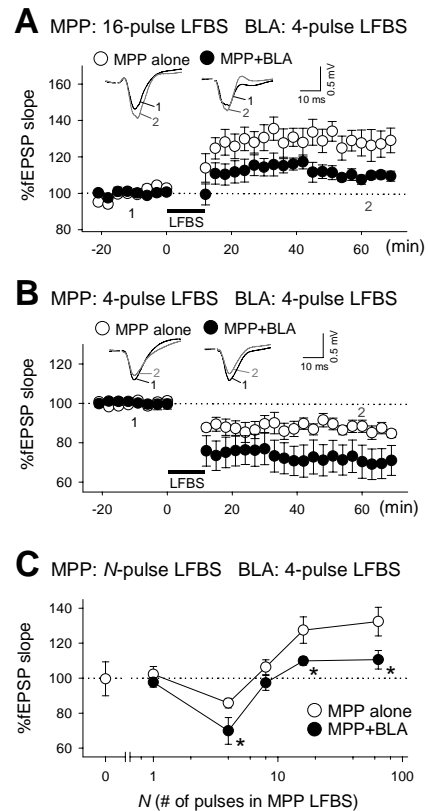 A MPP: 16-pulse LFBS BLA: 4-pulse LFBS
MPP alone MPP+BLA
1
2
1
2
0.5 mV
10 ms
160
140
120
100
80
%fEPSP slope
1
2
LFBS
-20 0 20 40 60 (min)
B MPP: 4-pulse LFBS BLA: 4-pulse LFBS
MPP alone MPP+BLA
2
1
2
1
0.5 mV
10 ms
120
100
80
60
%fEPSP slope
1
2
LFBS
-20 0 20 40 60 (min)
C MPP: N-pulse LFBS BLA: 4-pulse LFBS
140
120
100
80
60
%fEPSP slope
* * *
MPP alone
MPP+BLA
0 1 10 100
N (# of pulses in MPP LFBS)